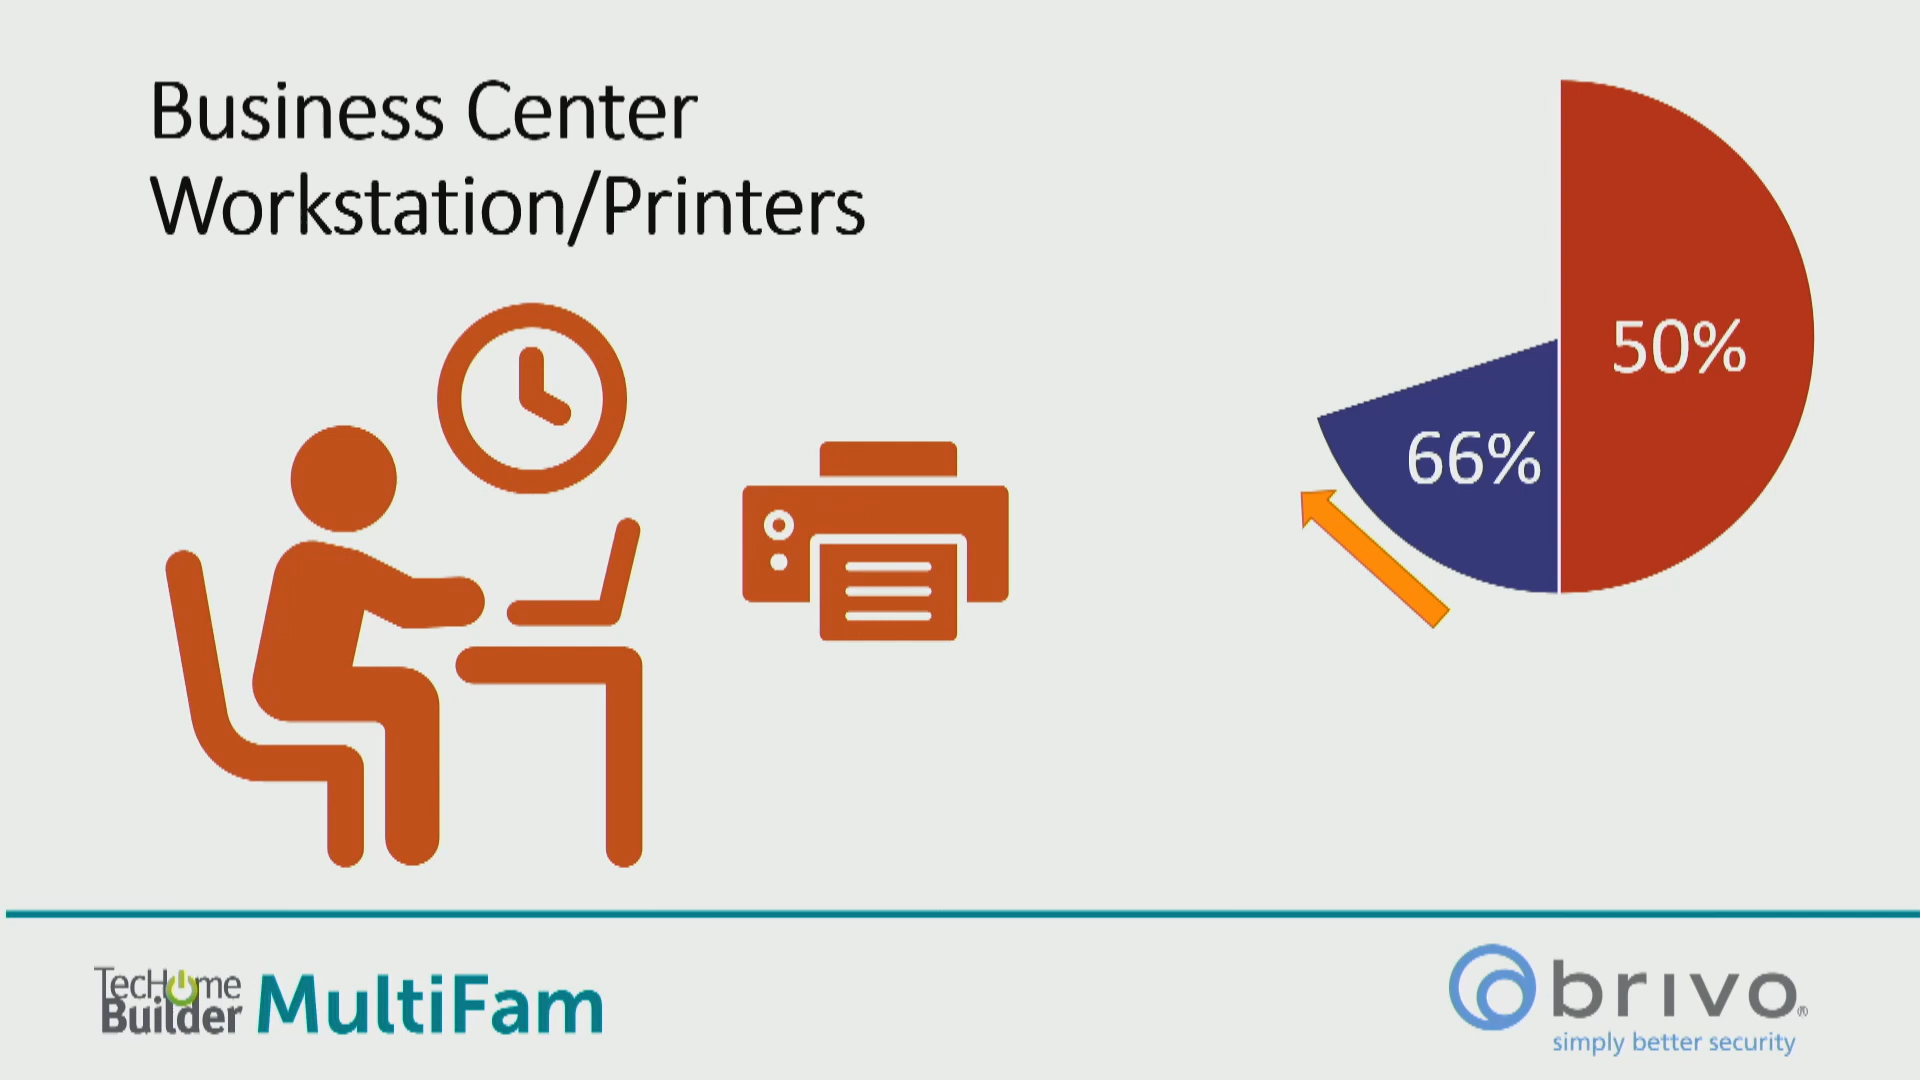 Business Center
Workstation/Printers
50%
66%
TecHome
Builder
MultiFam
brivo®
simply better security